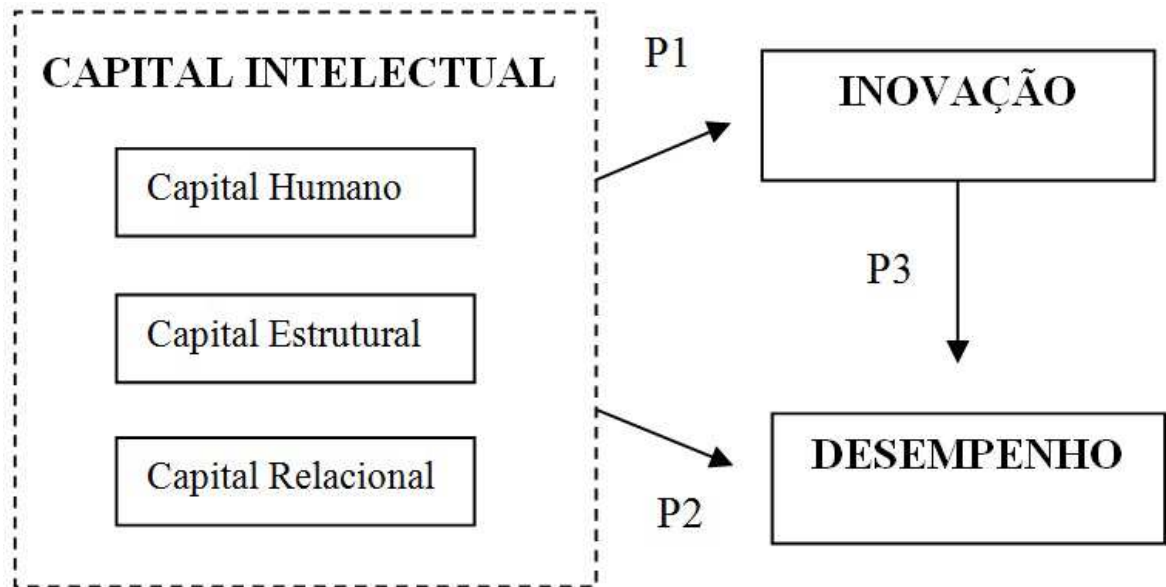 CAPITAL INTELECTUAL
Capital Humano
Capital Estrutural
Capital Relacional
P1
INOVAÇÃO
P3
P2
DESEMPENHO